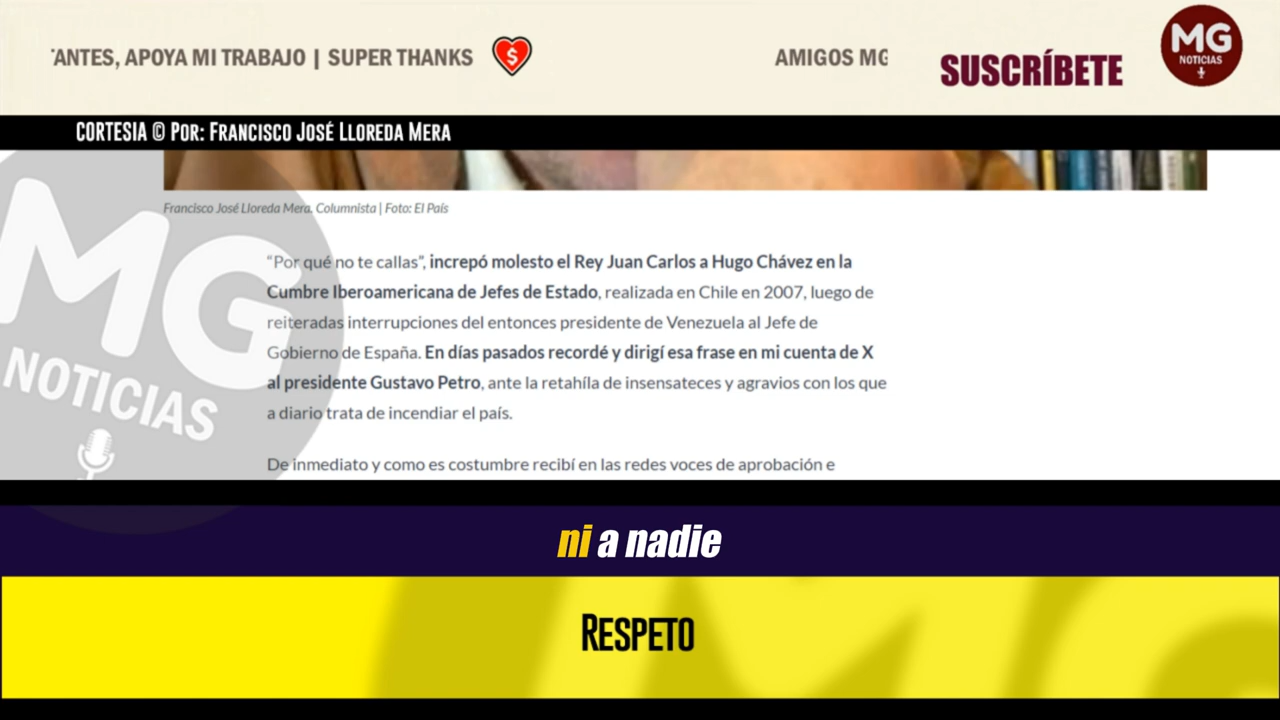 TANTES, APOYA MI TRABAJO | SUPER THANKS $ AMIGOS MG
SUSCRÍBETE
MG
NOTICIAS
CORTESIA © Por: Francisco José Lloreda Mera
Francisco José Lloreda Mera. Columnista | Foto: El País
“Por qué no te callas”, increpó molesto el Rey Juan Carlos a Hugo Chávez en la
Cumbre Iberoamericana de Jefes de Estado, realizada en Chile en 2007, luego de
reiteradas interrupciones del entonces presidente de Venezuela al Jefe de
Gobierno de España. En días pasados recordé y dirigí esa frase en mi cuenta de X
al presidente Gustavo Petro, ante la retahíla de insensateces y agravios con los que
a diario trata de incendiar el país.
De inmediato y como es costumbre recibí en las redes voces de aprobación e
MG
NOTICIAS
ni a nadie
Respeto